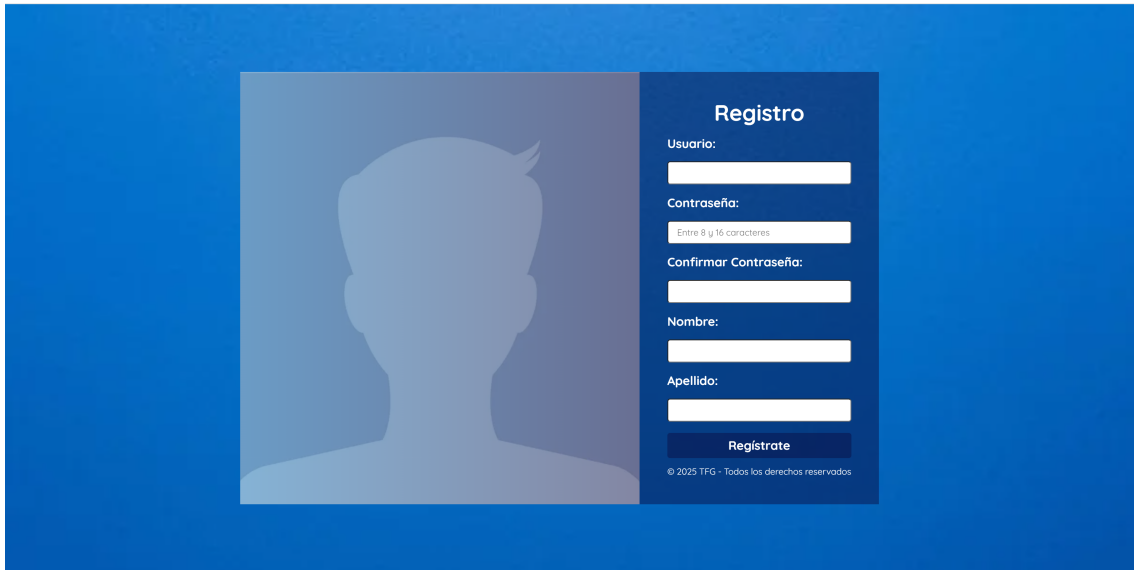 Registro
Usuario:
Contraseña:
Entre 8 y 16 caracteres
Confirmar Contraseña:
Nombre:
Apellido:
Regístrate
© 2025 TFG - Todos los derechos reservados